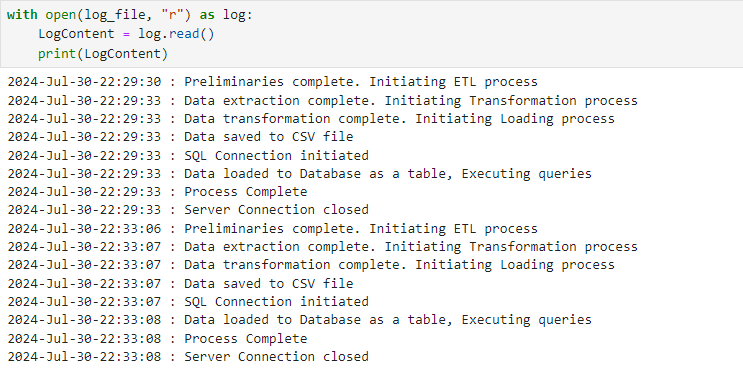 with open(log_file, "r") as log:
    LogContent = log.read()
    print(LogContent)
2024-Jul-30-22:29:30 : Preliminaries complete. Initiating ETL process
2024-Jul-30-22:29:33 : Data extraction complete. Initiating Transformation process
2024-Jul-30-22:29:33 : Data transformation complete. Initiating Loading process
2024-Jul-30-22:29:33 : Data saved to CSV file
2024-Jul-30-22:29:33 : SQL Connection initiated
2024-Jul-30-22:29:33 : Data loaded to Database as a table, Executing queries
2024-Jul-30-22:29:33 : Process Complete
2024-Jul-30-22:29:33 : Server Connection closed
2024-Jul-30-22:33:06 : Preliminaries complete. Initiating ETL process
2024-Jul-30-22:33:07 : Data extraction complete. Initiating Transformation process
2024-Jul-30-22:33:07 : Data transformation complete. Initiating Loading process
2024-Jul-30-22:33:07 : Data saved to CSV file
2024-Jul-30-22:33:07 : SQL Connection initiated
2024-Jul-30-22:33:08 : Data loaded to Database as a table, Executing queries
2024-Jul-30-22:33:08 : Process Complete
2024-Jul-30-22:33:08 : Server Connection closed